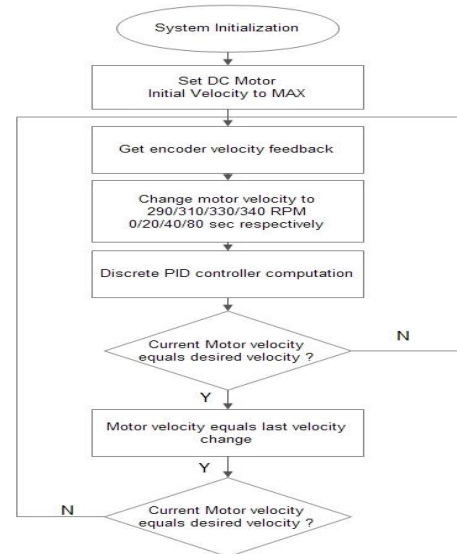 System Initialization
Set DC Motor
Initial Velocity to MAX
Get encoder velocity feedback
Change motor velocity to
290/310/330/340 RPM
0/20/40/80 sec respectively
Discrete PID controller computation
Current Motor velocity
equals desired velocity ?
N
Y
Motor velocity equals last velocity
change
Y
N
Current Motor velocity
equals desired velocity ?